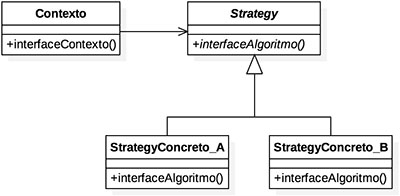 Contexto
+interfaceContexto()
Strategy
+interfaceAlgoritmo()
StrategyConcreto_A
+interfaceAlgoritmo()
StrategyConcreto_B
+interfaceAlgoritmo()